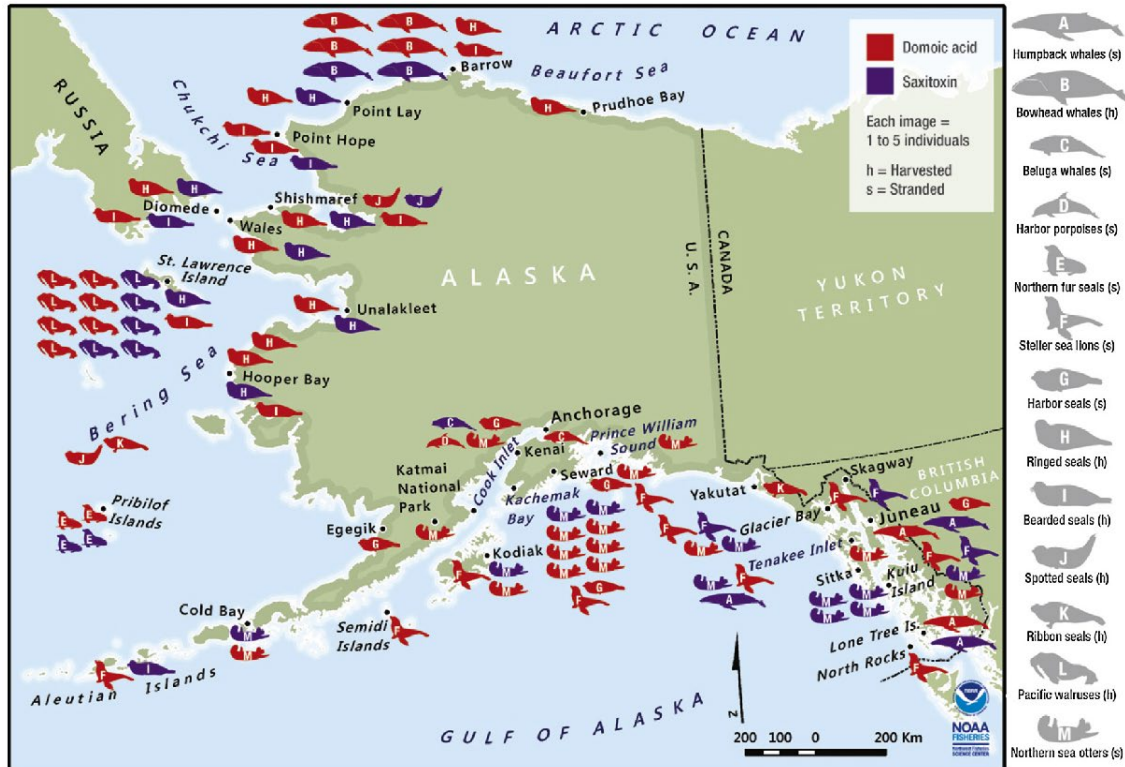 ARCTIC OCEAN
Beaufort Sea
Barrow
Prudhoe Bay
Chukchi Sea
RUSSIA
Point Lay
Point Hope
Shishmaref
Diomede
Wales
St. Lawrence
Island
ALASKA
U.S.A.
CANADA
YUKON
TERRITORY
Unalakleet
Bering Sea
Hooper Bay
Anchorage
Prince William
Sound
Kenai
Cook Inlet
Seward
Katmai
National
Park
Kachemak
Bay
Pribilof
Islands
Egegik
Kodiak
Yakutat
Skagway
BRITISH
COLUMBIA
Glacier Bay
Juneau
Tenakee Inlet
Sitka
Kuiu
Island
Cold Bay
Semidi
Islands
Lone Tree Is.
North Rocks
Aleutian Islands
GULF OF ALASKA
N
200 100 0 200 Km
NOAA
FISHERIES
Domoic acid
Saxitoxin
Each image =
1 to 5 individuals
h = Harvested
s = Stranded
A
Humpback whales (s)
B
Bowhead whales (h)
C
Beluga whales (s)
D
Harbor porpoises (s)
E
Northern fur seals (s)
F
Steller sea lions (s)
G
Harbor seals (s)
H
Ringed seals (h)
I
Bearded seals (h)
J
Spotted seals (h)
K
Ribbon seals (h)
L
Pacific walruses (h)
M
Northern sea otters (s)